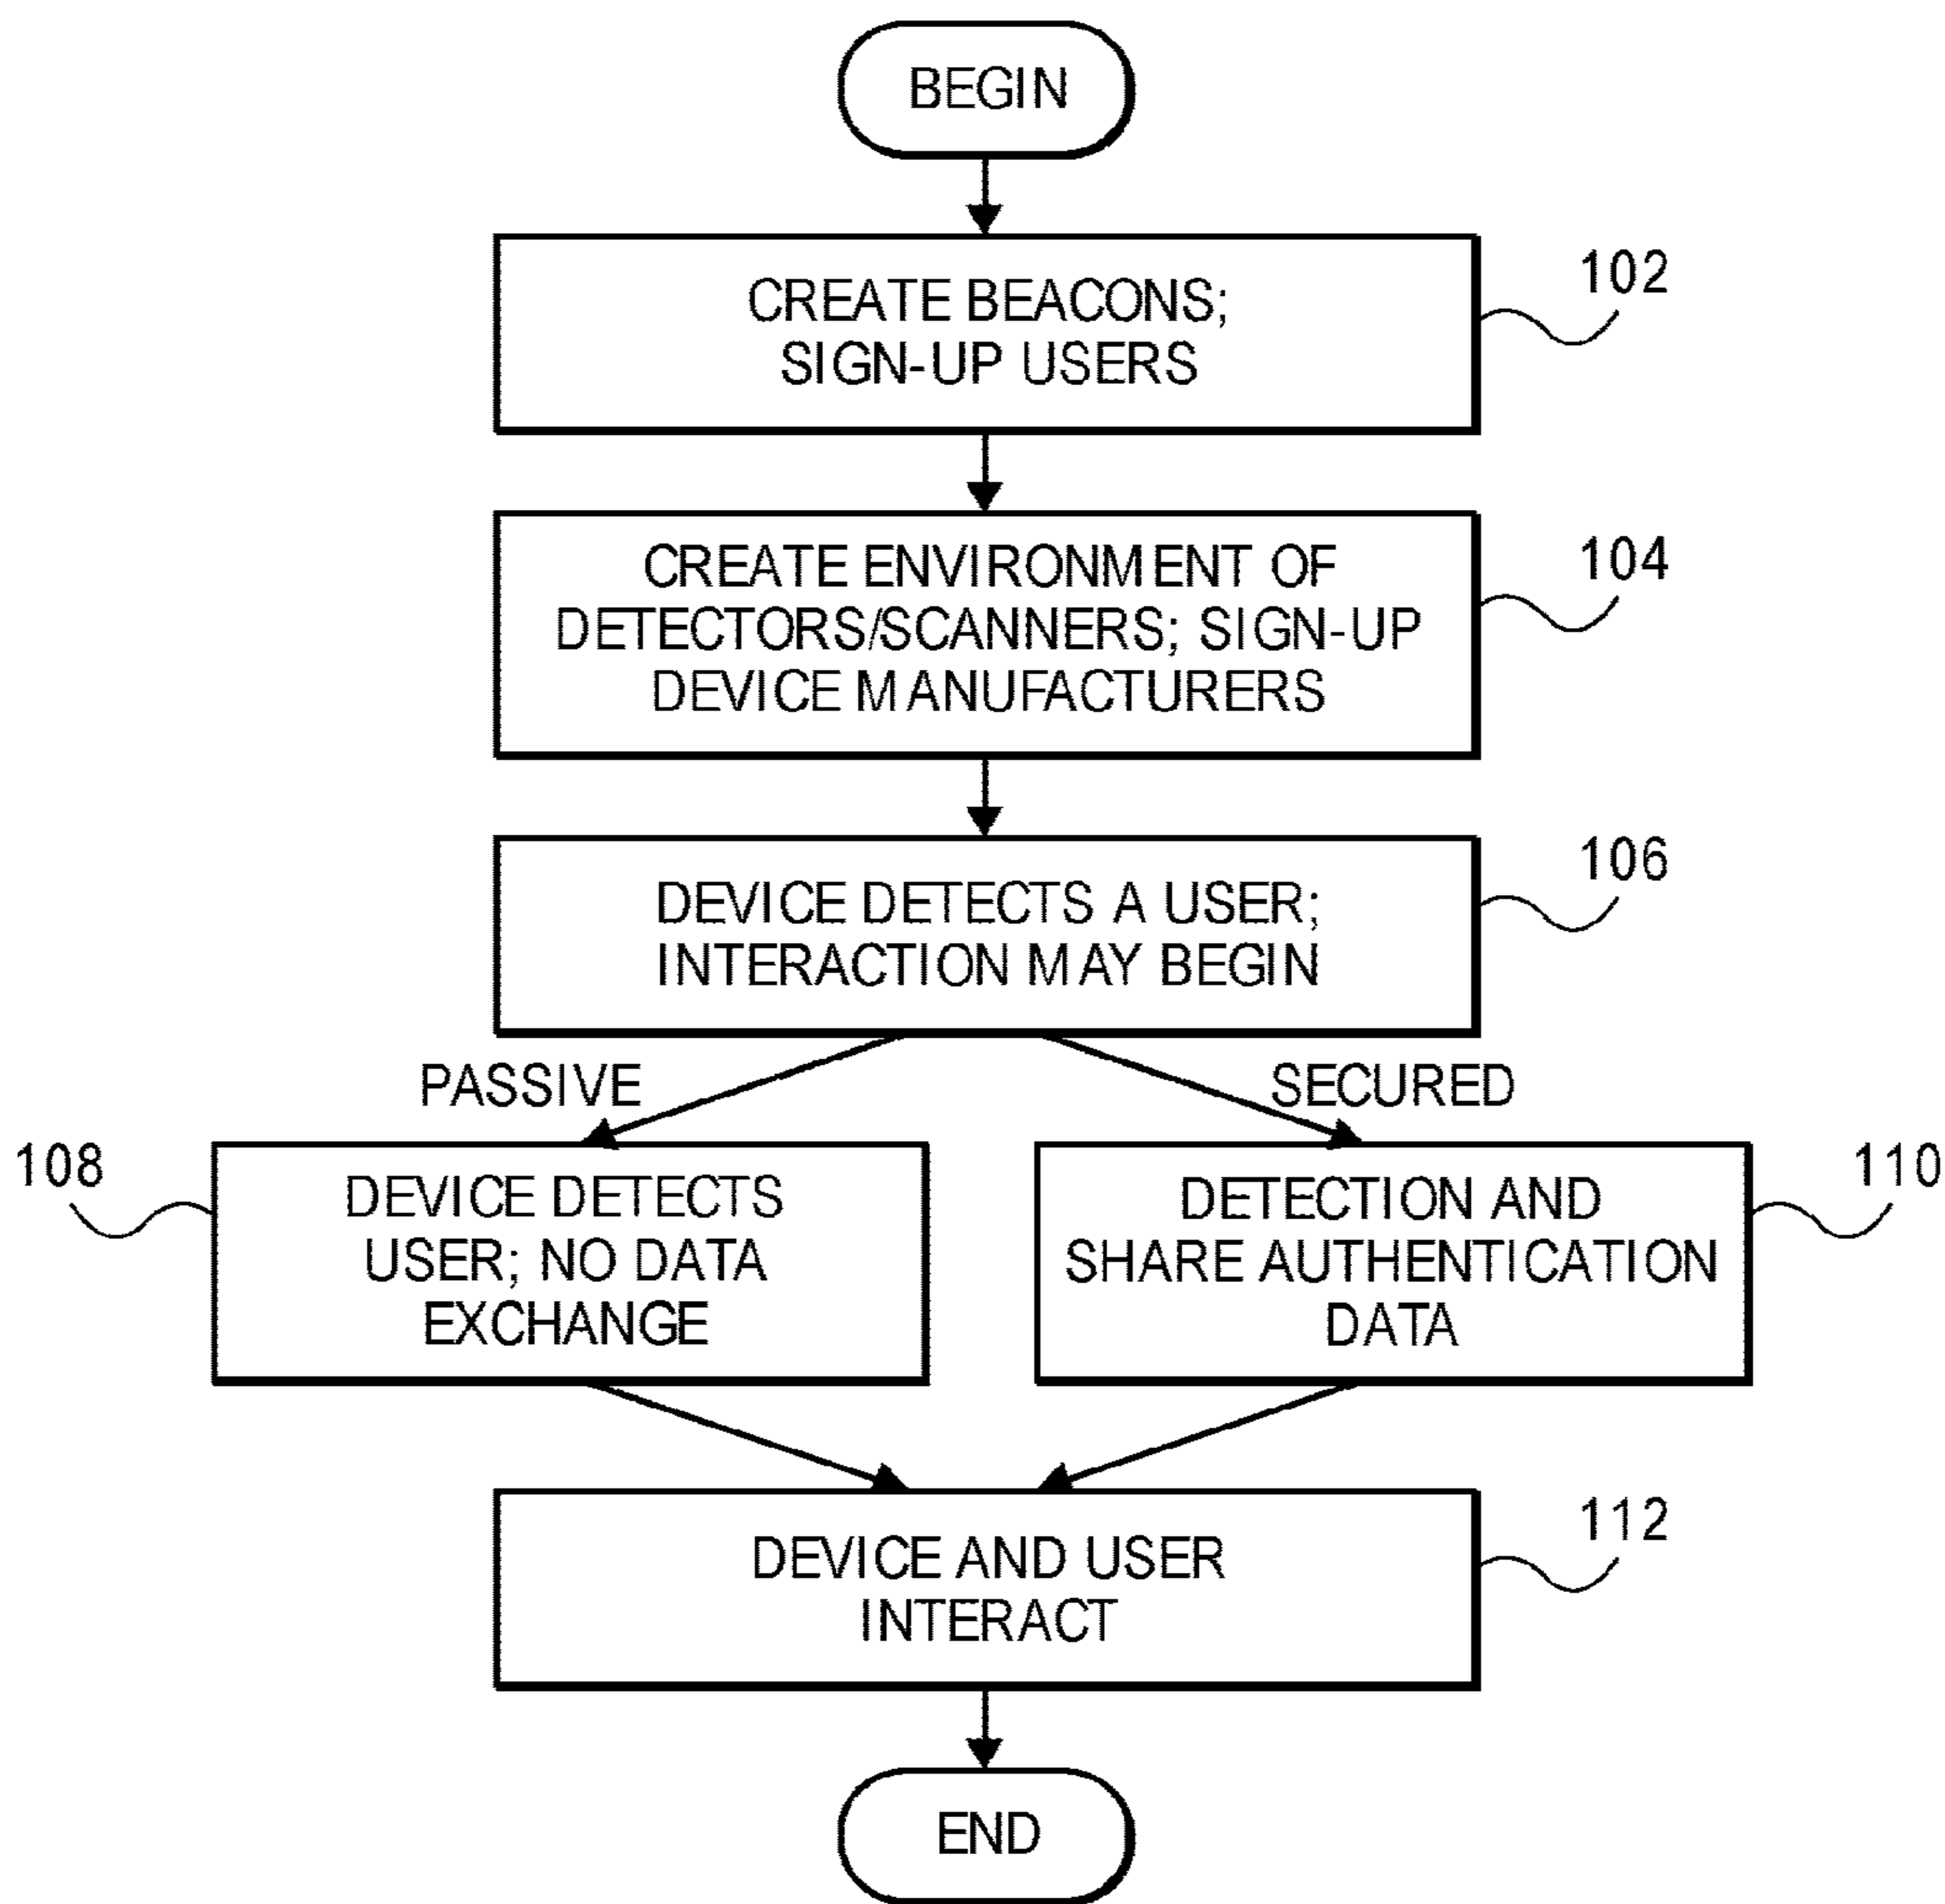 BEGIN
CREATE BEACONS;
SIGN-UP USERS
102
CREATE ENVIRONMENT OF
DETECTORS/SCANNERS; SIGN-UP
DEVICE MANUFACTURERS
104
DEVICE DETECTS A USER;
INTERACTION MAY BEGIN
106
PASSIVE
SECURED
108
DEVICE DETECTS
USER; NO DATA
EXCHANGE
DETECTION AND
SHARE AUTHENTICATION
DATA
110
DEVICE AND USER
INTERACT
112
END